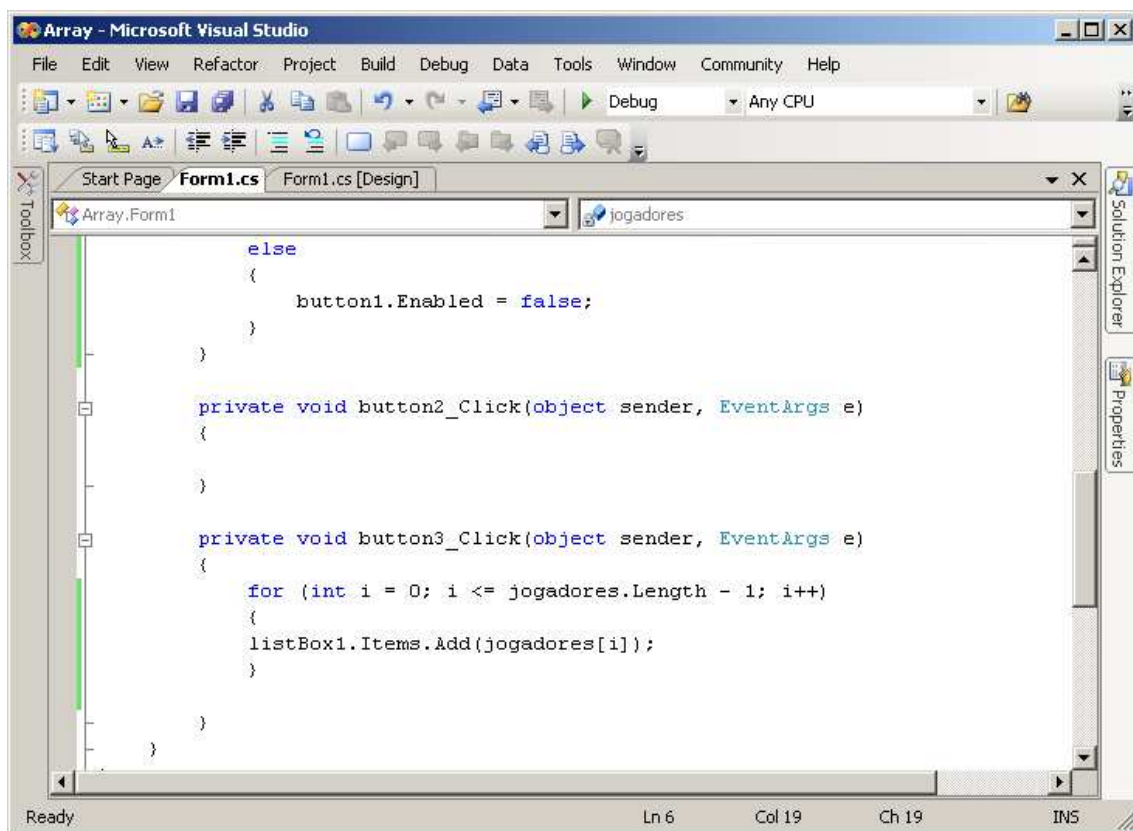 Array - Microsoft Visual Studio
File Edit View Refactor Project Build Debug Data Tools Window Community Help
Debug Any CPU
Start Page Form1.cs Form1.cs [Design]
Toolbox
Array.Form1 jogadores
Solution Explorer
Properties
else
{
button1.Enabled = false;
}
}
private void button2_Click(object sender, EventArgs e)
{
}
private void button3_Click(object sender, EventArgs e)
{
for (int i = 0; i <= jogadores.Length - 1; i++)
{
listBox1.Items.Add(jogadores[i]);
}
}
}
Ready Ln 6 Col 19 Ch 19 INS